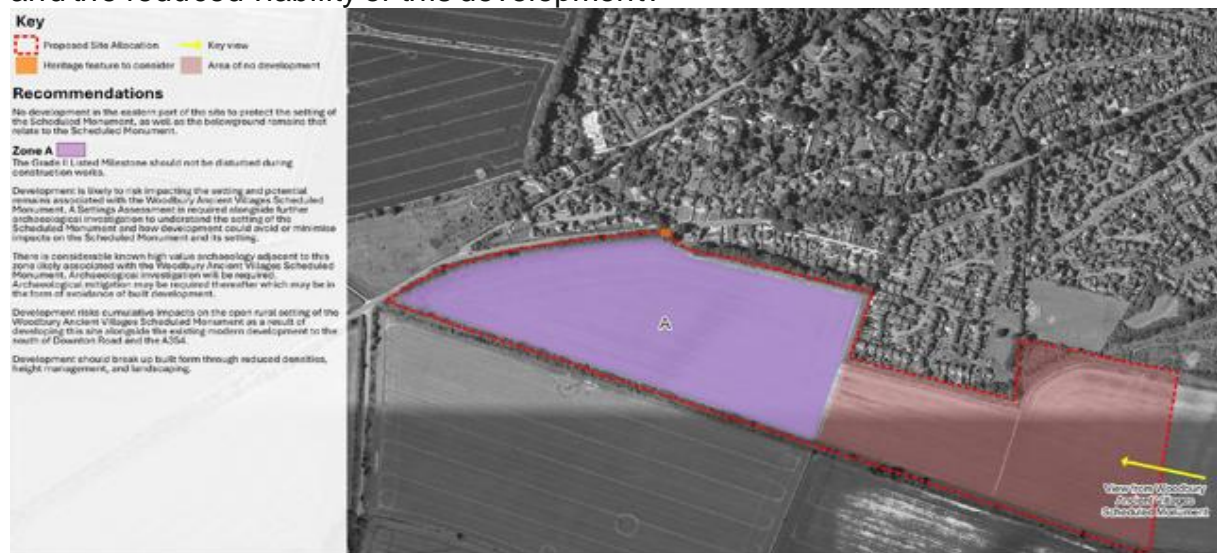 and the reduced viability of this development.
Key
Proposed Site Allocation
Key view
Heritage feature to consider
Area of no development
Recommendations
No development in the eastern part of the site to protect the setting of
the Scheduled Monument, as well as the belowground remains that
relate to the Scheduled Monument.
Zone A
The Grade II Listed Milestone should not be disturbed during
construction works.
Development is likely to risk impacting the setting and potential
remains associated with the Woodbury Ancient Villages Scheduled
Monument. A Settings Assessment is required alongside further
archaeological investigation to understand the setting of the
Scheduled Monument and how development could avoid or minimise
impacts on the Scheduled Monument and its setting.
There is considerable known high value archaeology adjacent to this
zone likely associated with the Woodbury Ancient Villages Scheduled
Monument. Archaeological investigation will be required.
Archaeological mitigation may be required thereafter which may be in
the form of avoidance of built development.
Development risks cumulative impacts on the open rural setting of the
Woodbury Ancient Villages Scheduled Monument as a result of
developing this site alongside the existing modern development to the
south of Downton Road and the A354.
Development should break up built form through reduced densities,
height management, and landscaping.
A
View from Woodbury
Ancient Villages
Scheduled Monument